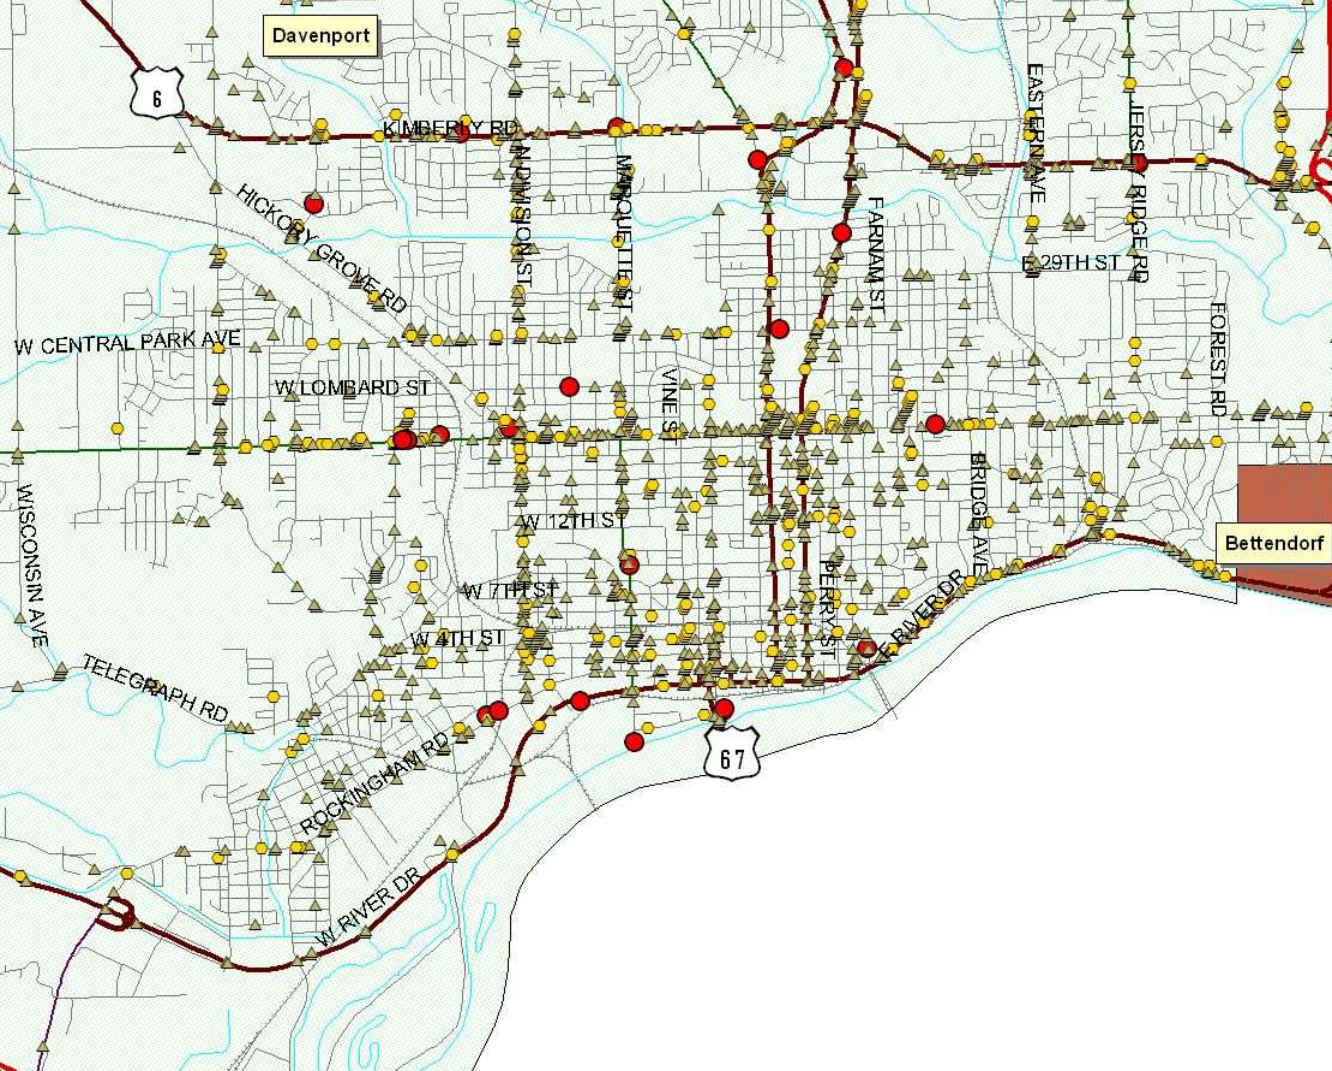 Davenport
6
KIMBERLY RD
EASTERN AVE
JERSEY RIDGE RD
N DIVISION ST
MARQUETTE ST
HICKORY GROVE RD
FARNAM ST
E 29TH ST
W CENTRAL PARK AVE
FOREST RD
W LOMBARD ST
VINE ST
BRIDGE AVE
WISCONSIN AVE
W 12TH ST
Bettendorf
W 7TH ST
PERRY ST
E RIVER DR
W 4TH ST
TELEGRAPH RD
67
ROCKINGHAM RD
W RIVER DR